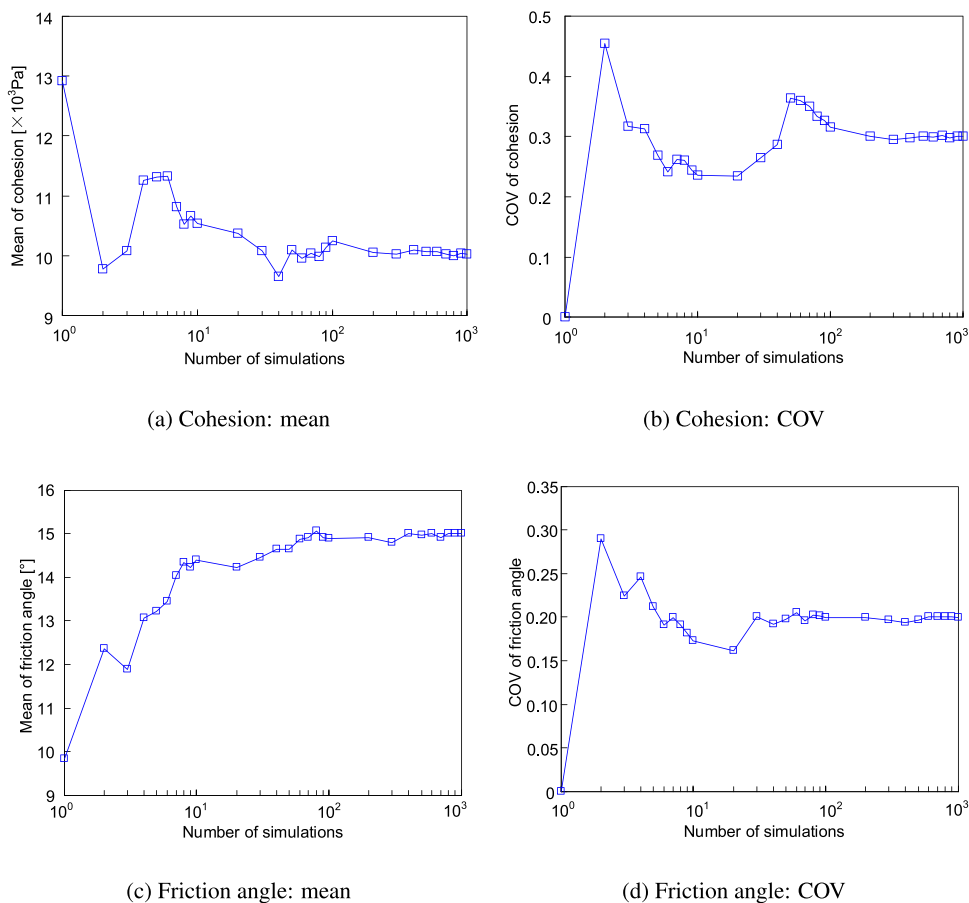 14
13
12
11
10
9
Mean of cohesion [×10³Pa]
10⁰ 10¹ 10² 10³
Number of simulations
(a) Cohesion: mean
0.5
0.4
0.3
0.2
0.1
0
COV of cohesion
10⁰ 10¹ 10² 10³
Number of simulations
(b) Cohesion: COV
16
15
14
13
12
11
10
9
Mean of friction angle [°]
10⁰ 10¹ 10² 10³
Number of simulations
(c) Friction angle: mean
0.35
0.30
0.25
0.20
0.15
0.10
0.05
0
COV of friction angle
10⁰ 10¹ 10² 10³
Number of simulations
(d) Friction angle: COV